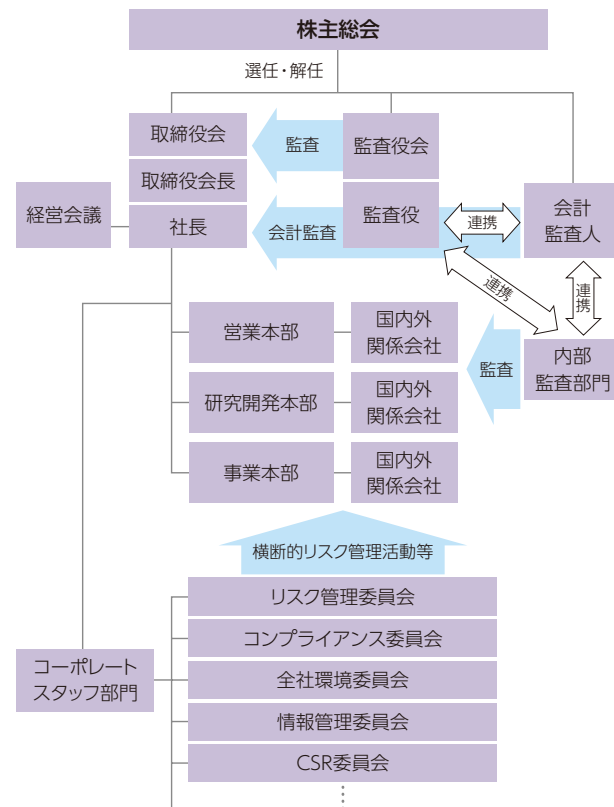 株主総会
選任・解任
取締役会
監査
監査役会
取締役会長
経営会議
社長
会計監査
監査役
連携
会計
監査人
連携
連携
営業本部
国内外
関係会社
監査
内部
監査部門
研究開発本部
国内外
関係会社
事業本部
国内外
関係会社
横断的リスク管理活動等
リスク管理委員会
コンプライアンス委員会
コーポレート
スタッフ部門
全社環境委員会
情報管理委員会
CSR委員会
⋮